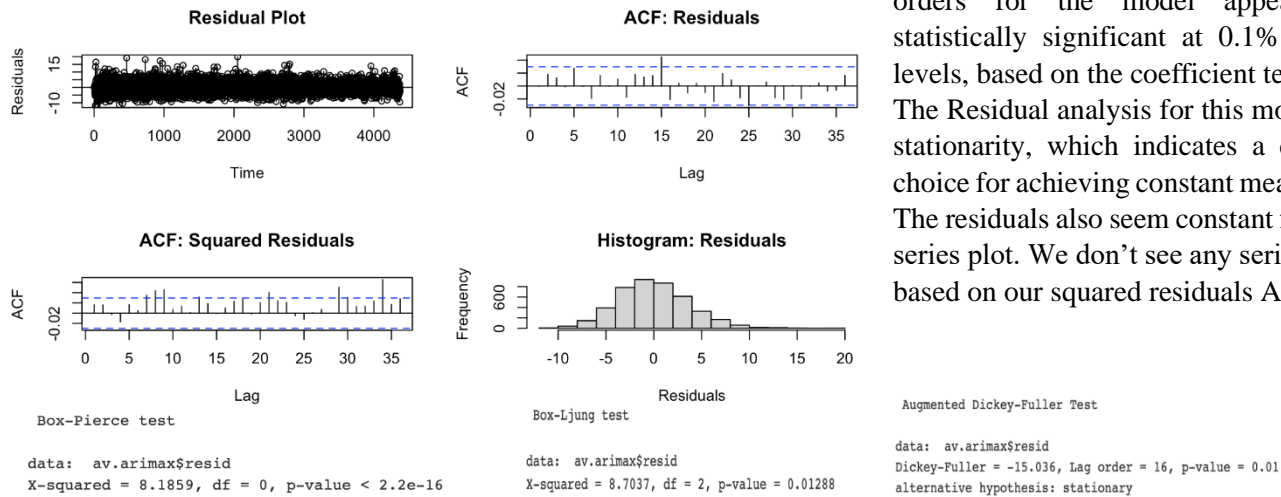 Residual Plot
Residuals
15
-10
0 1000 2000 3000 4000
Time
ACF: Residuals
ACF
-0.02
0 5 10 15 20 25 30 35
Lag
orders for the model appea
statistically significant at 0.1%
levels, based on the coefficient te
The Residual analysis for this mo
stationarity, which indicates a
choice for achieving constant mea
The residuals also seem constant
series plot. We don't see any seri
based on our squared residuals A
ACF: Squared Residuals
ACF
-0.02
0 5 10 15 20 25 30 35
Lag
Histogram: Residuals
Frequency
600
0
-10 -5 0 5 10 15 20
Residuals
Box-Pierce test
data: av.arimax$resid
X-squared = 8.1859, df = 0, p-value < 2.2e-16
Box-Ljung test
data: av.arimax$resid
X-squared = 8.7037, df = 2, p-value = 0.01288
Augmented Dickey-Fuller Test
data: av.arimax$resid
Dickey-Fuller = -15.036, Lag order = 16, p-value = 0.01
alternative hypothesis: stationary